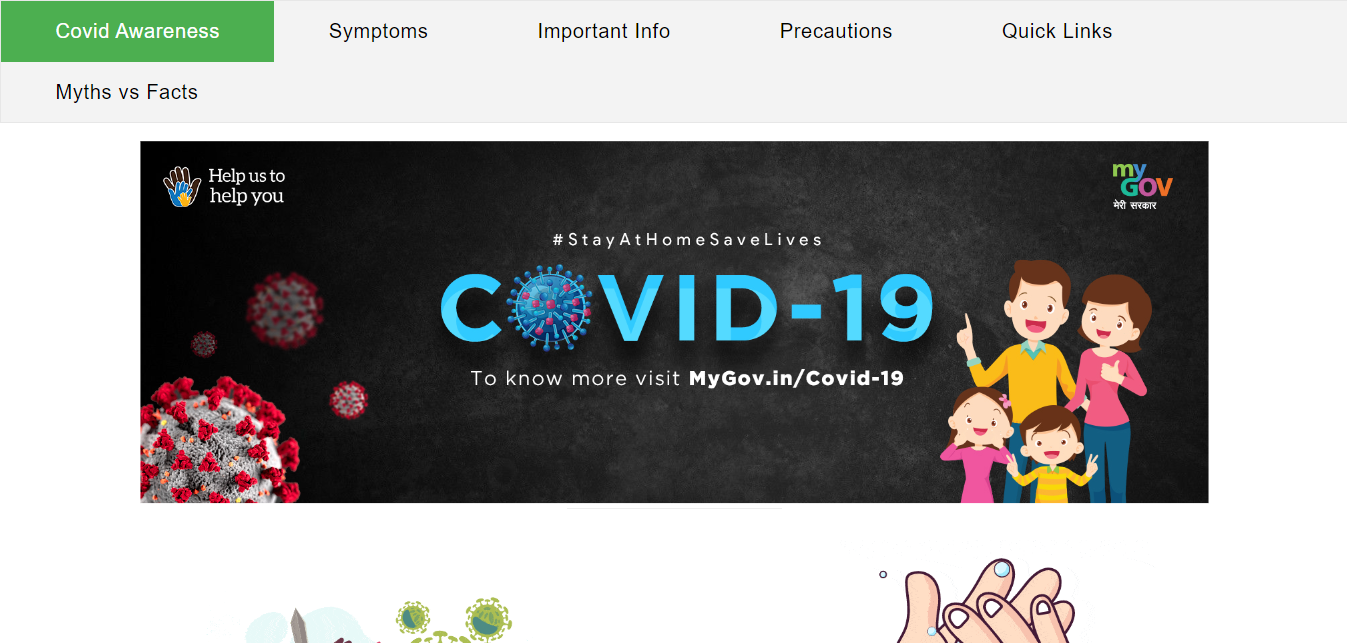 Covid Awareness
Symptoms
Important Info
Precautions
Quick Links
Myths vs Facts
Help us to
help you
my
GOV
मेरी सरकार
#StayAtHomeSaveLives
COVID-19
To know more visit MyGov.in/Covid-19